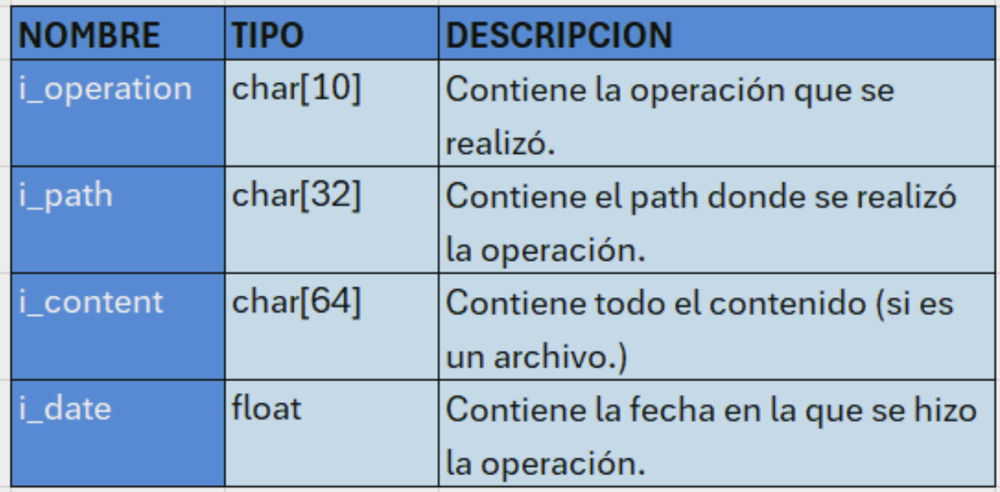 NOMBRE TIPO DESCRIPCION
i_operation char[10] Contiene la operación que se
realizó.
i_path char[32] Contiene el path donde se realizó
la operación.
i_content char[64] Contiene todo el contenido (si es
un archivo.)
i_date float Contiene la fecha en la que se hizo
la operación.